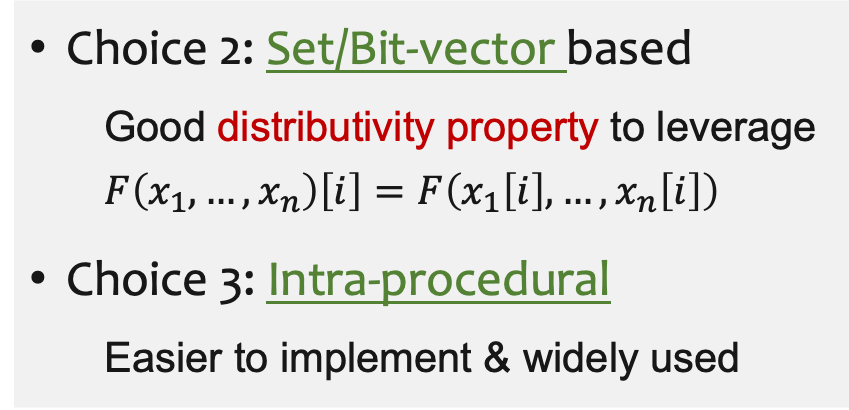 • Choice 2: Set/Bit-vector based
Good distributivity property to leverage
F(x₁, …, xₙ)[i] = F(x₁[i], …, xₙ[i])
• Choice 3: Intra-procedural
Easier to implement & widely used